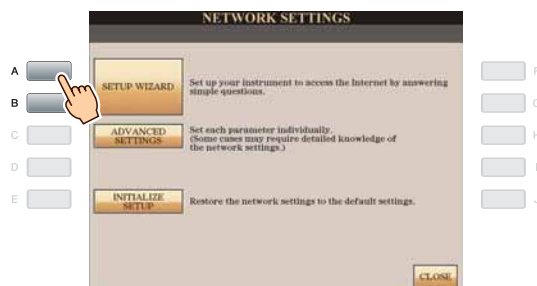 NETWORK SETTINGS
A
B
C
D
E
SETUP WIZARD
Set up your instrument to access the Internet by answering
simple questions.
ADVANCED
SETTINGS
Set each parameter individually.
(Some cases may require detailed knowledge of
the network settings.)
INITIALIZE
SETUP
Restore the network settings to the default settings.
CLOSE